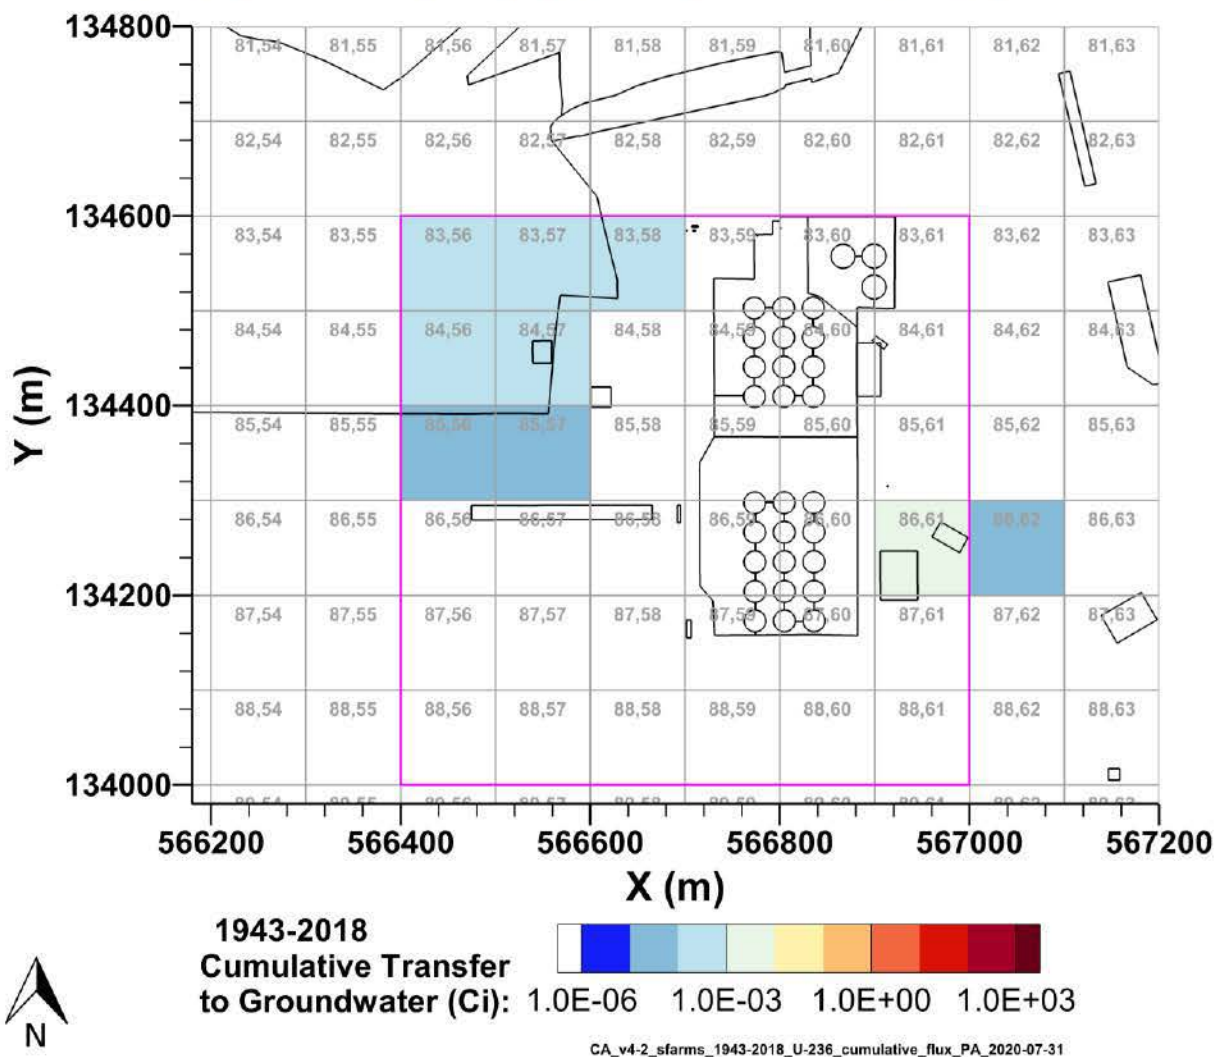 134800
81,54 81,55 81,56 81,57 81,58 81,59 81,60 81,61 81,62 81,63
82,54 82,55 82,56 82,57 82,58 82,59 82,60 82,61 82,62 82,63
134600
83,54 83,55 83,56 83,57 83,58 83,59 83,60 83,61 83,62 83,63
84,54 84,55 84,56 84,57 84,58 84,59 84,60 84,61 84,62 84,63
Y (m)
134400
85,54 85,55 85,56 85,57 85,58 85,59 85,60 85,61 85,62 85,63
86,54 86,55 86,56 86,57 86,58 86,59 86,60 86,61 86,62 86,63
134200
87,54 87,55 87,56 87,57 87,58 87,59 87,60 87,61 87,62 87,63
88,54 88,55 88,56 88,57 88,58 88,59 88,60 88,61 88,62 88,63
134000
566200 566400 566600 566800 567000 567200
X (m)
1943-2018
Cumulative Transfer
to Groundwater (Ci): 1.0E-06 1.0E-03 1.0E+00 1.0E+03
N
CA_v4-2_sfarms_1943-2018_U-236_cumulative_flux_PA_2020-07-31